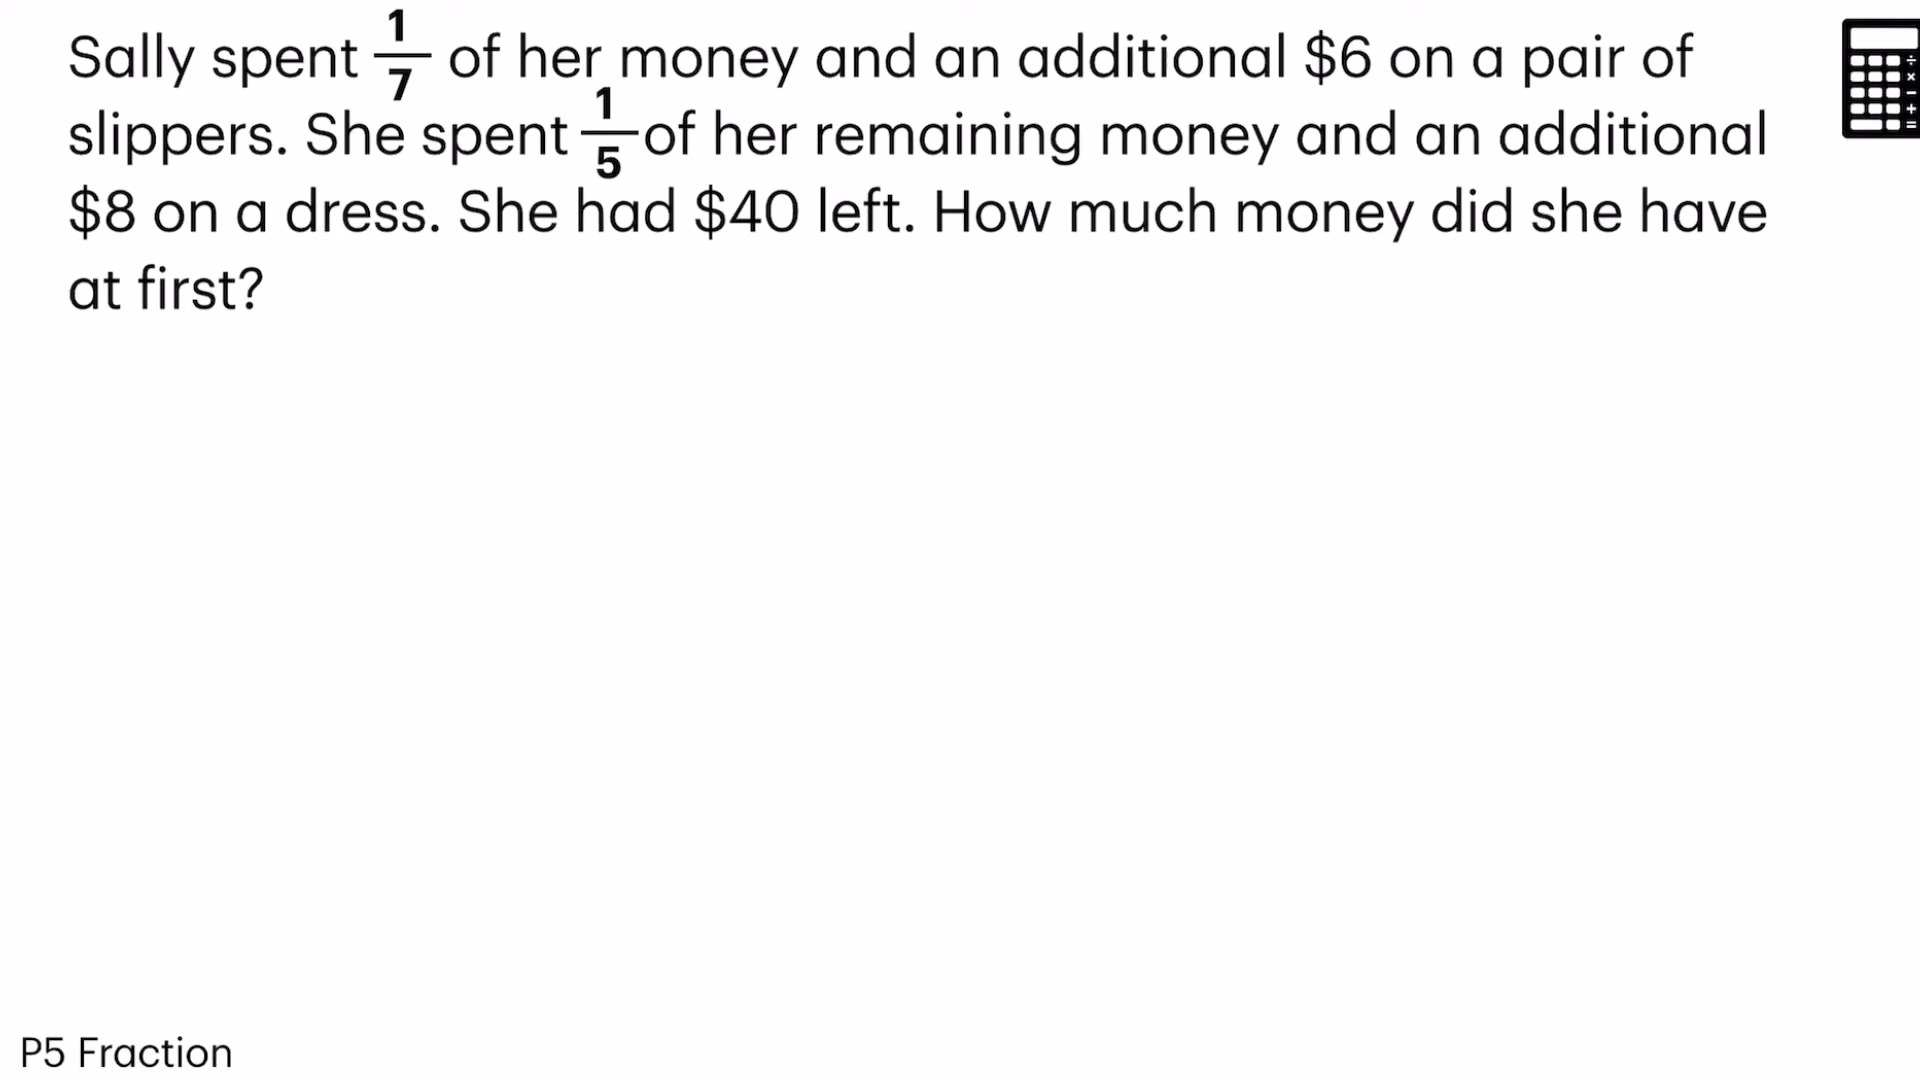 Sally spent 1/7 of her money and an additional $6 on a pair of
slippers. She spent 1/5 of her remaining money and an additional
$8 on a dress. She had $40 left. How much money did she have
at first?
P5 Fraction